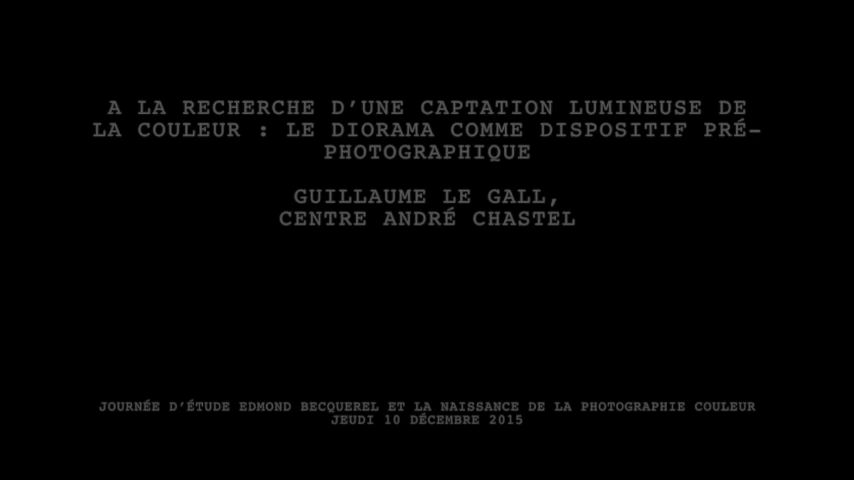 A LA RECHERCHE D'UNE CAPTATION LUMINEUSE DE
LA COULEUR : LE DIORAMA COMME DISPOSITIF PRÉ-
PHOTOGRAPHIQUE
GUILLAUME LE GALL,
CENTRE ANDRÉ CHASTEL
JOURNÉE D'ÉTUDE EDMOND BECQUEREL ET LA NAISSANCE DE LA PHOTOGRAPHIE COULEUR
JEUDI 10 DÉCEMBRE 2015